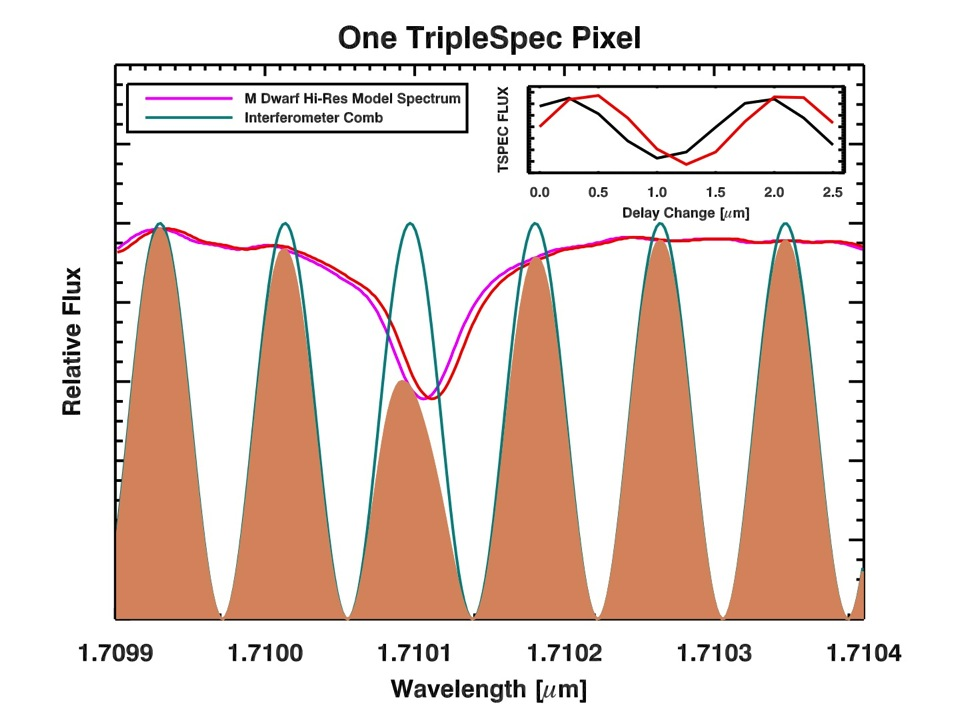 One TripleSpec Pixel
M Dwarf Hi-Res Model Spectrum
Interferometer Comb
TSPEC FLUX
0.0 0.5 1.0 1.5 2.0 2.5
Delay Change [μm]
Relative Flux
1.7099 1.7100 1.7101 1.7102 1.7103 1.7104
Wavelength [μm]